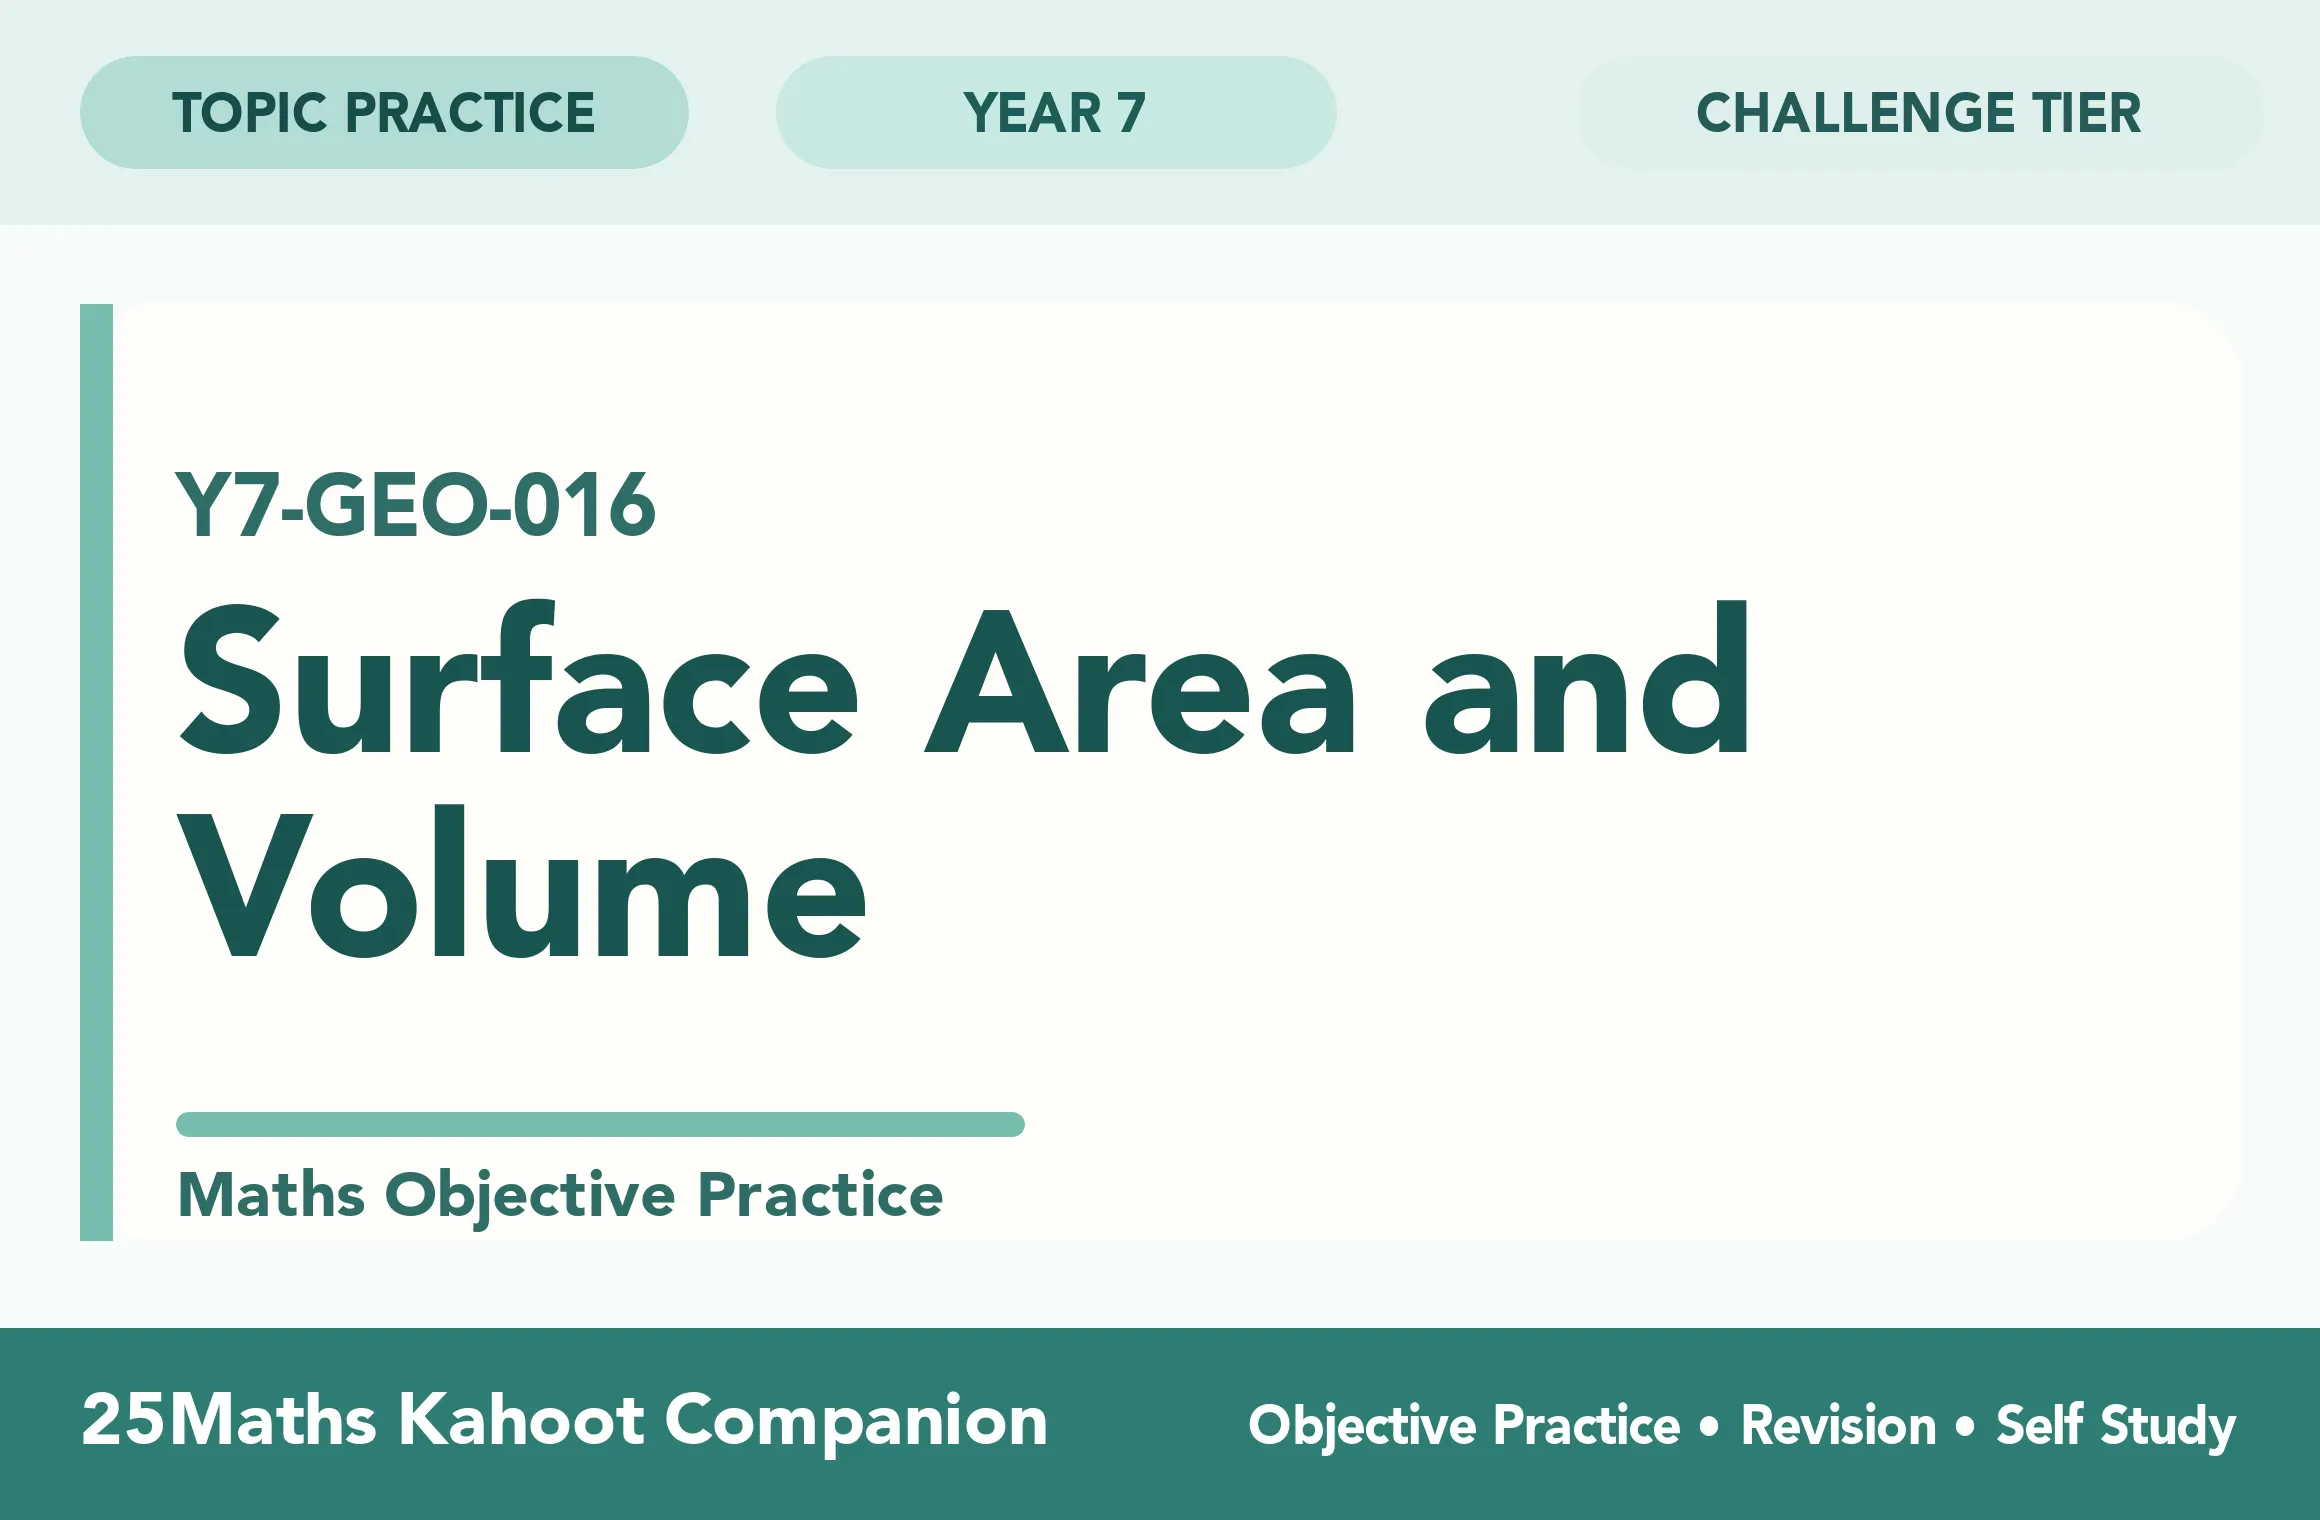 TOPIC PRACTICE
YEAR 7
CHALLENGE TIER
Y7-GEO-016
Surface Area and
Volume
Maths Objective Practice
25Maths Kahoot Companion
Objective Practice • Revision • Self Study